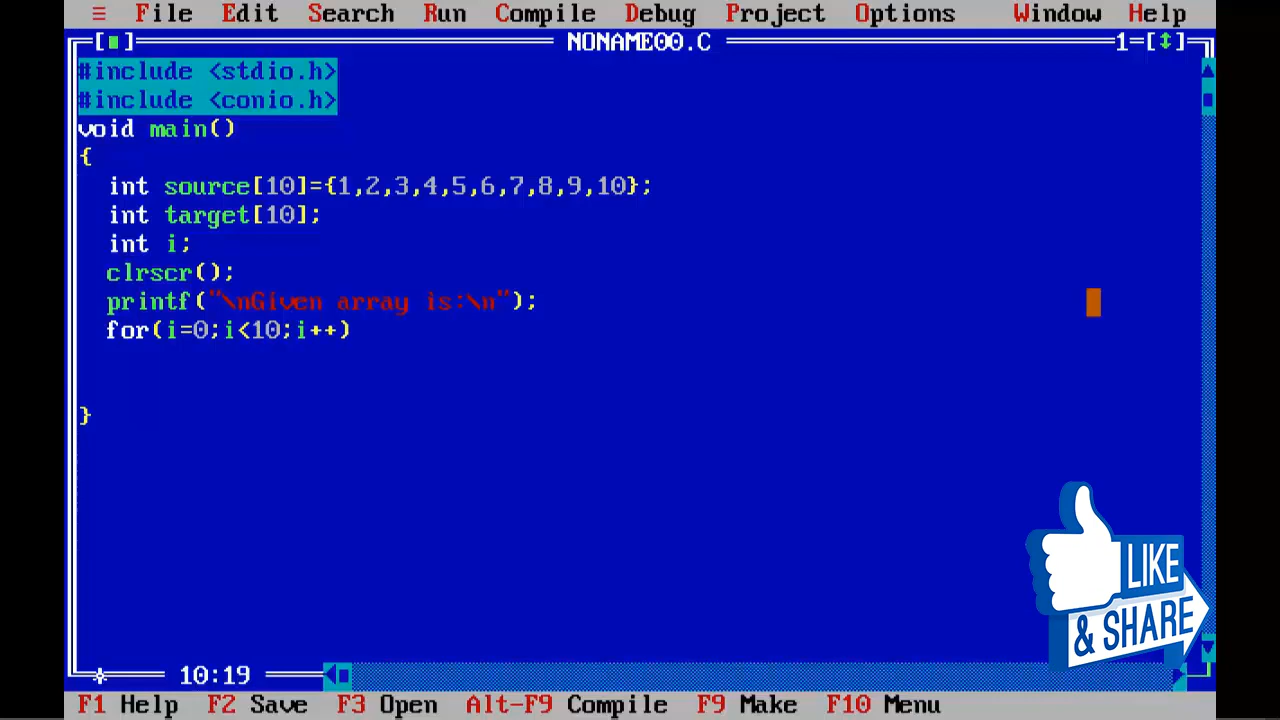 ≡ File Edit Search Run Compile Debug Project Options Window Help
[■] NONAME00.C 1=[↕]
#include <stdio.h>
#include <conio.h>
void main()
{
int source[10]={1,2,3,4,5,6,7,8,9,10};
int target[10];
int i;
clrscr();
printf("\nGiven array is:\n");
for(i=0;i<10;i++)
}
LIKE
& SHARE
10:19
F1 Help F2 Save F3 Open Alt-F9 Compile F9 Make F10 Menu